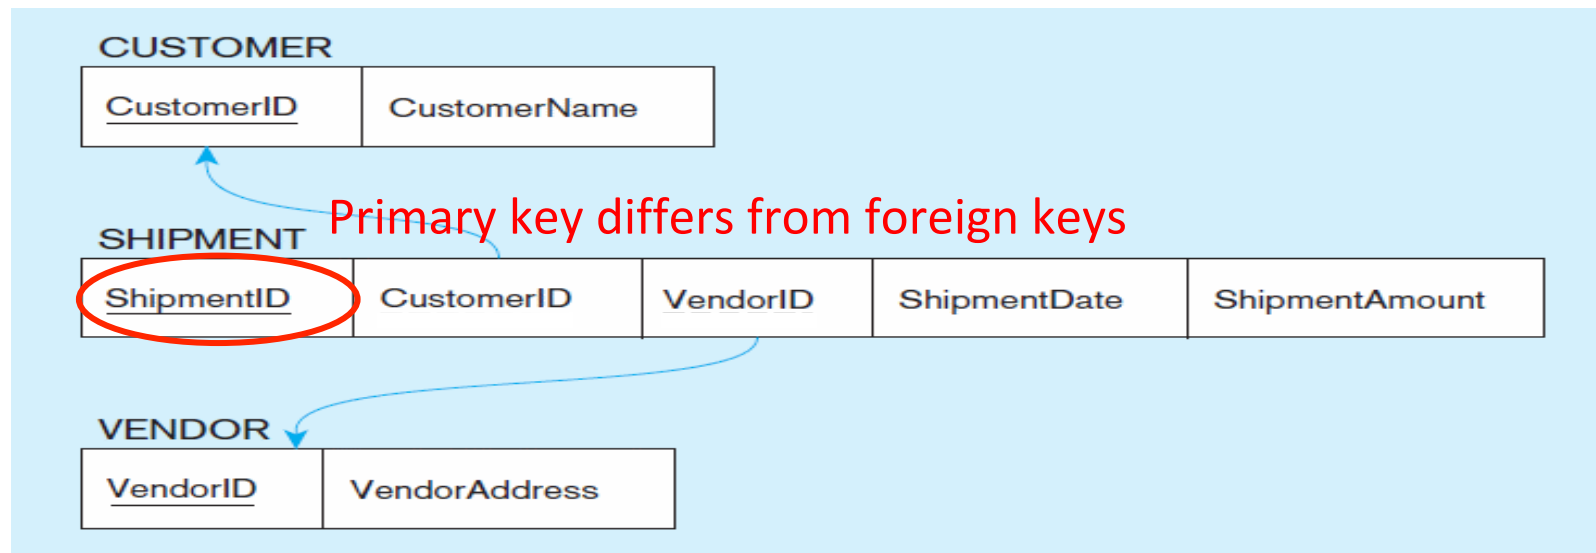 CUSTOMER
CustomerID CustomerName
Primary key differs from foreign keys
SHIPMENT
ShipmentID CustomerID VendorID ShipmentDate ShipmentAmount
VENDOR
VendorID VendorAddress